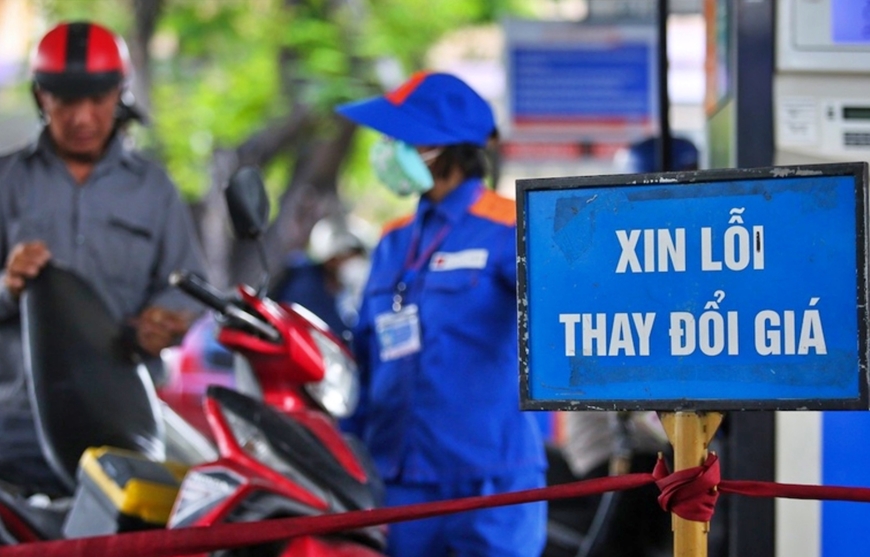 XIN LỖI
THAY ĐỔI GIÁ